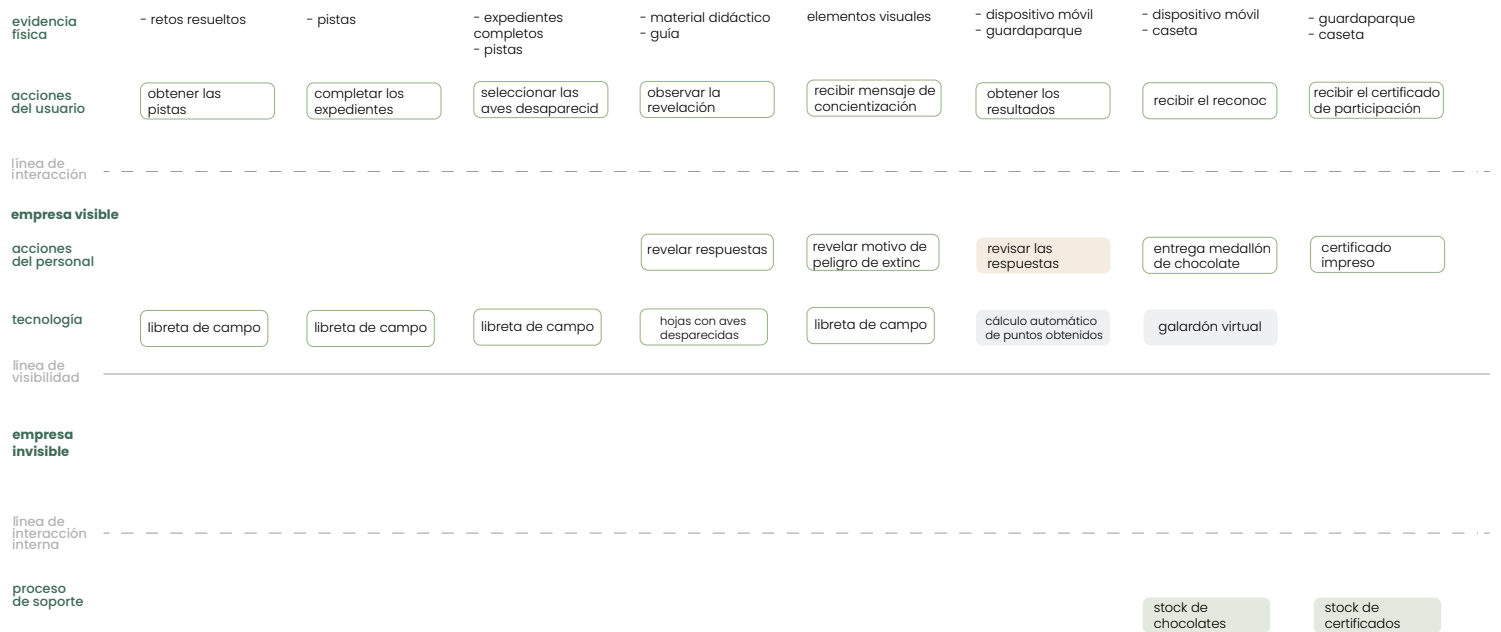 evidencia
física
- retos resueltos
- pistas
- expedientes
completos
- pistas
- material didáctico
- guía
elementos visuales
- dispositivo móvil
- guardaparque
- dispositivo móvil
- caseta
- guardaparque
- caseta
acciones
del usuario
obtener las
pistas
completar los
expedientes
seleccionar las
aves desaparecid
observar la
revelación
recibir mensaje de
concientización
obtener los
resultados
recibir el reconoc
recibir el certificado
de participación
línea de
interacción
empresa visible
acciones
del personal
revelar respuestas
revelar motivo de
peligro de extinc
revisar las
respuestas
entrega medallón
de chocolate
certificado
impreso
tecnología
libreta de campo
libreta de campo
libreta de campo
hojas con aves
desparecidas
libreta de campo
cálculo automático
de puntos obtenidos
galardón virtual
línea de
visibilidad
empresa
invisible
línea de
interacción
interna
proceso
de soporte
stock de
chocolates
stock de
certificados